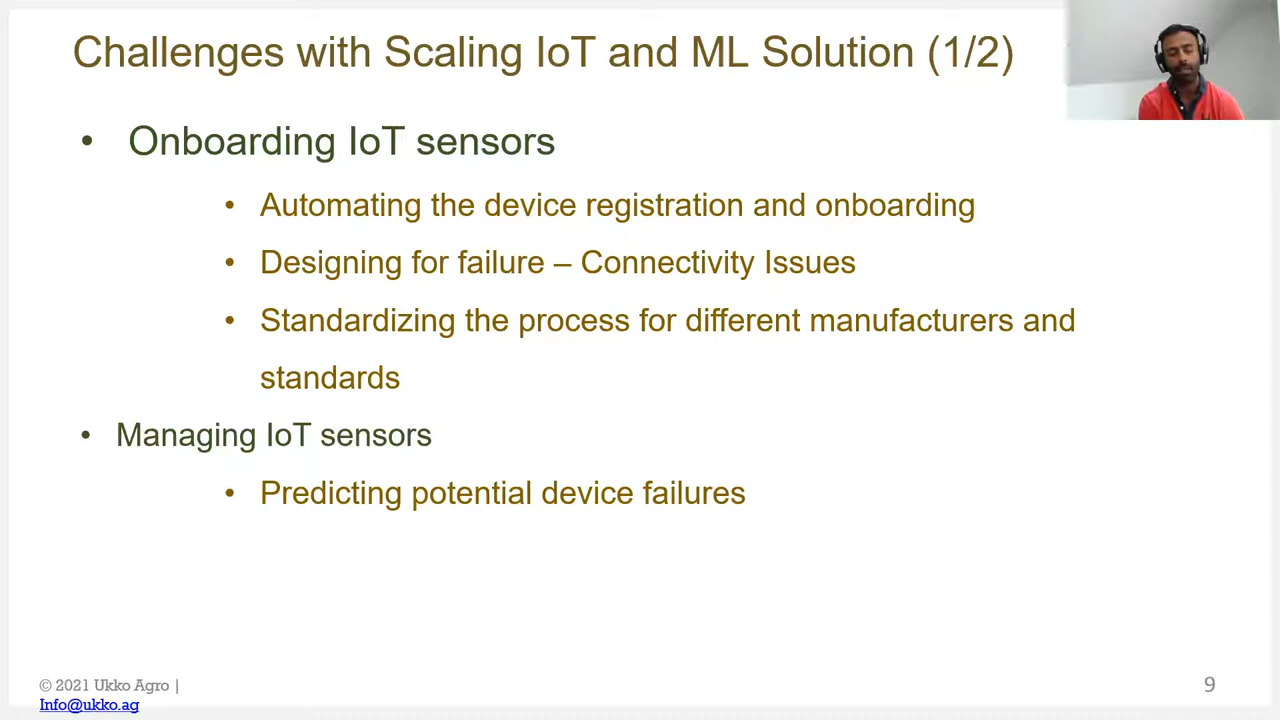 Challenges with Scaling IoT and ML Solution (1/2)
• Onboarding IoT sensors
• Automating the device registration and onboarding
• Designing for failure – Connectivity Issues
• Standardizing the process for different manufacturers and
standards
• Managing IoT sensors
• Predicting potential device failures
© 2021 Ukko Agro |
Info@ukko.ag
9